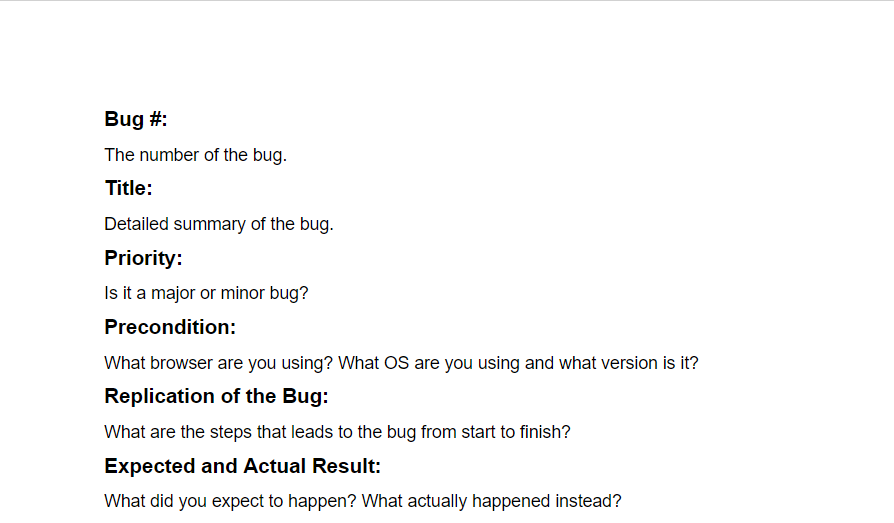 Bug #:
The number of the bug.
Title:
Detailed summary of the bug.
Priority:
Is it a major or minor bug?
Precondition:
What browser are you using? What OS are you using and what version is it?
Replication of the Bug:
What are the steps that leads to the bug from start to finish?
Expected and Actual Result:
What did you expect to happen? What actually happened instead?